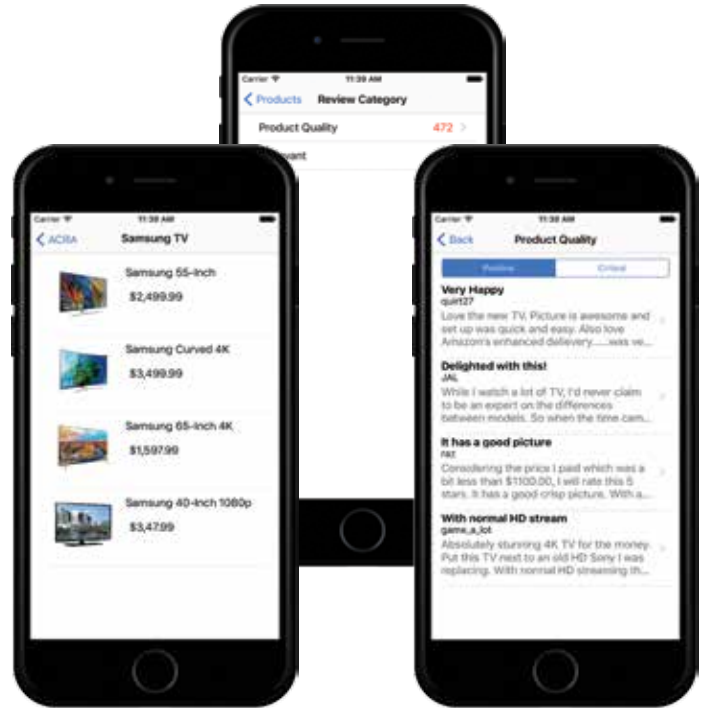 Carrier 11:39 AM
Products Review Category
Product Quality 472
Carrier 11:38 AM
ACRA Samsung TV
Samsung 55-Inch
$2,499.99
Samsung Curved 4K
$3,499.99
Samsung 65-Inch 4K
$1,597.99
Samsung 40-Inch 1080p
$3,47.99
Carrier 11:39 AM
Back Product Quality
Positive Critical
Very Happy
quirt27
Love the new TV. Picture is awesome and
set up was quick and easy. Also love
Amazon's enhanced delievery......was ve...
Delighted with this!
JAL
While I watch a lot of TV, I'd never claim
to be an expert on the differences
between models. So when the time cam...
It has a good picture
Considering the price I paid which was a
bit less than $1100.00, I will rate this 5
stars. It has a good crisp picture. With a...
With normal HD stream
game_a_lot
Absolutely stunning 4K TV for the money.
Put this TV next to an old HD Sony I was
replacing. With normal HD streaming th...